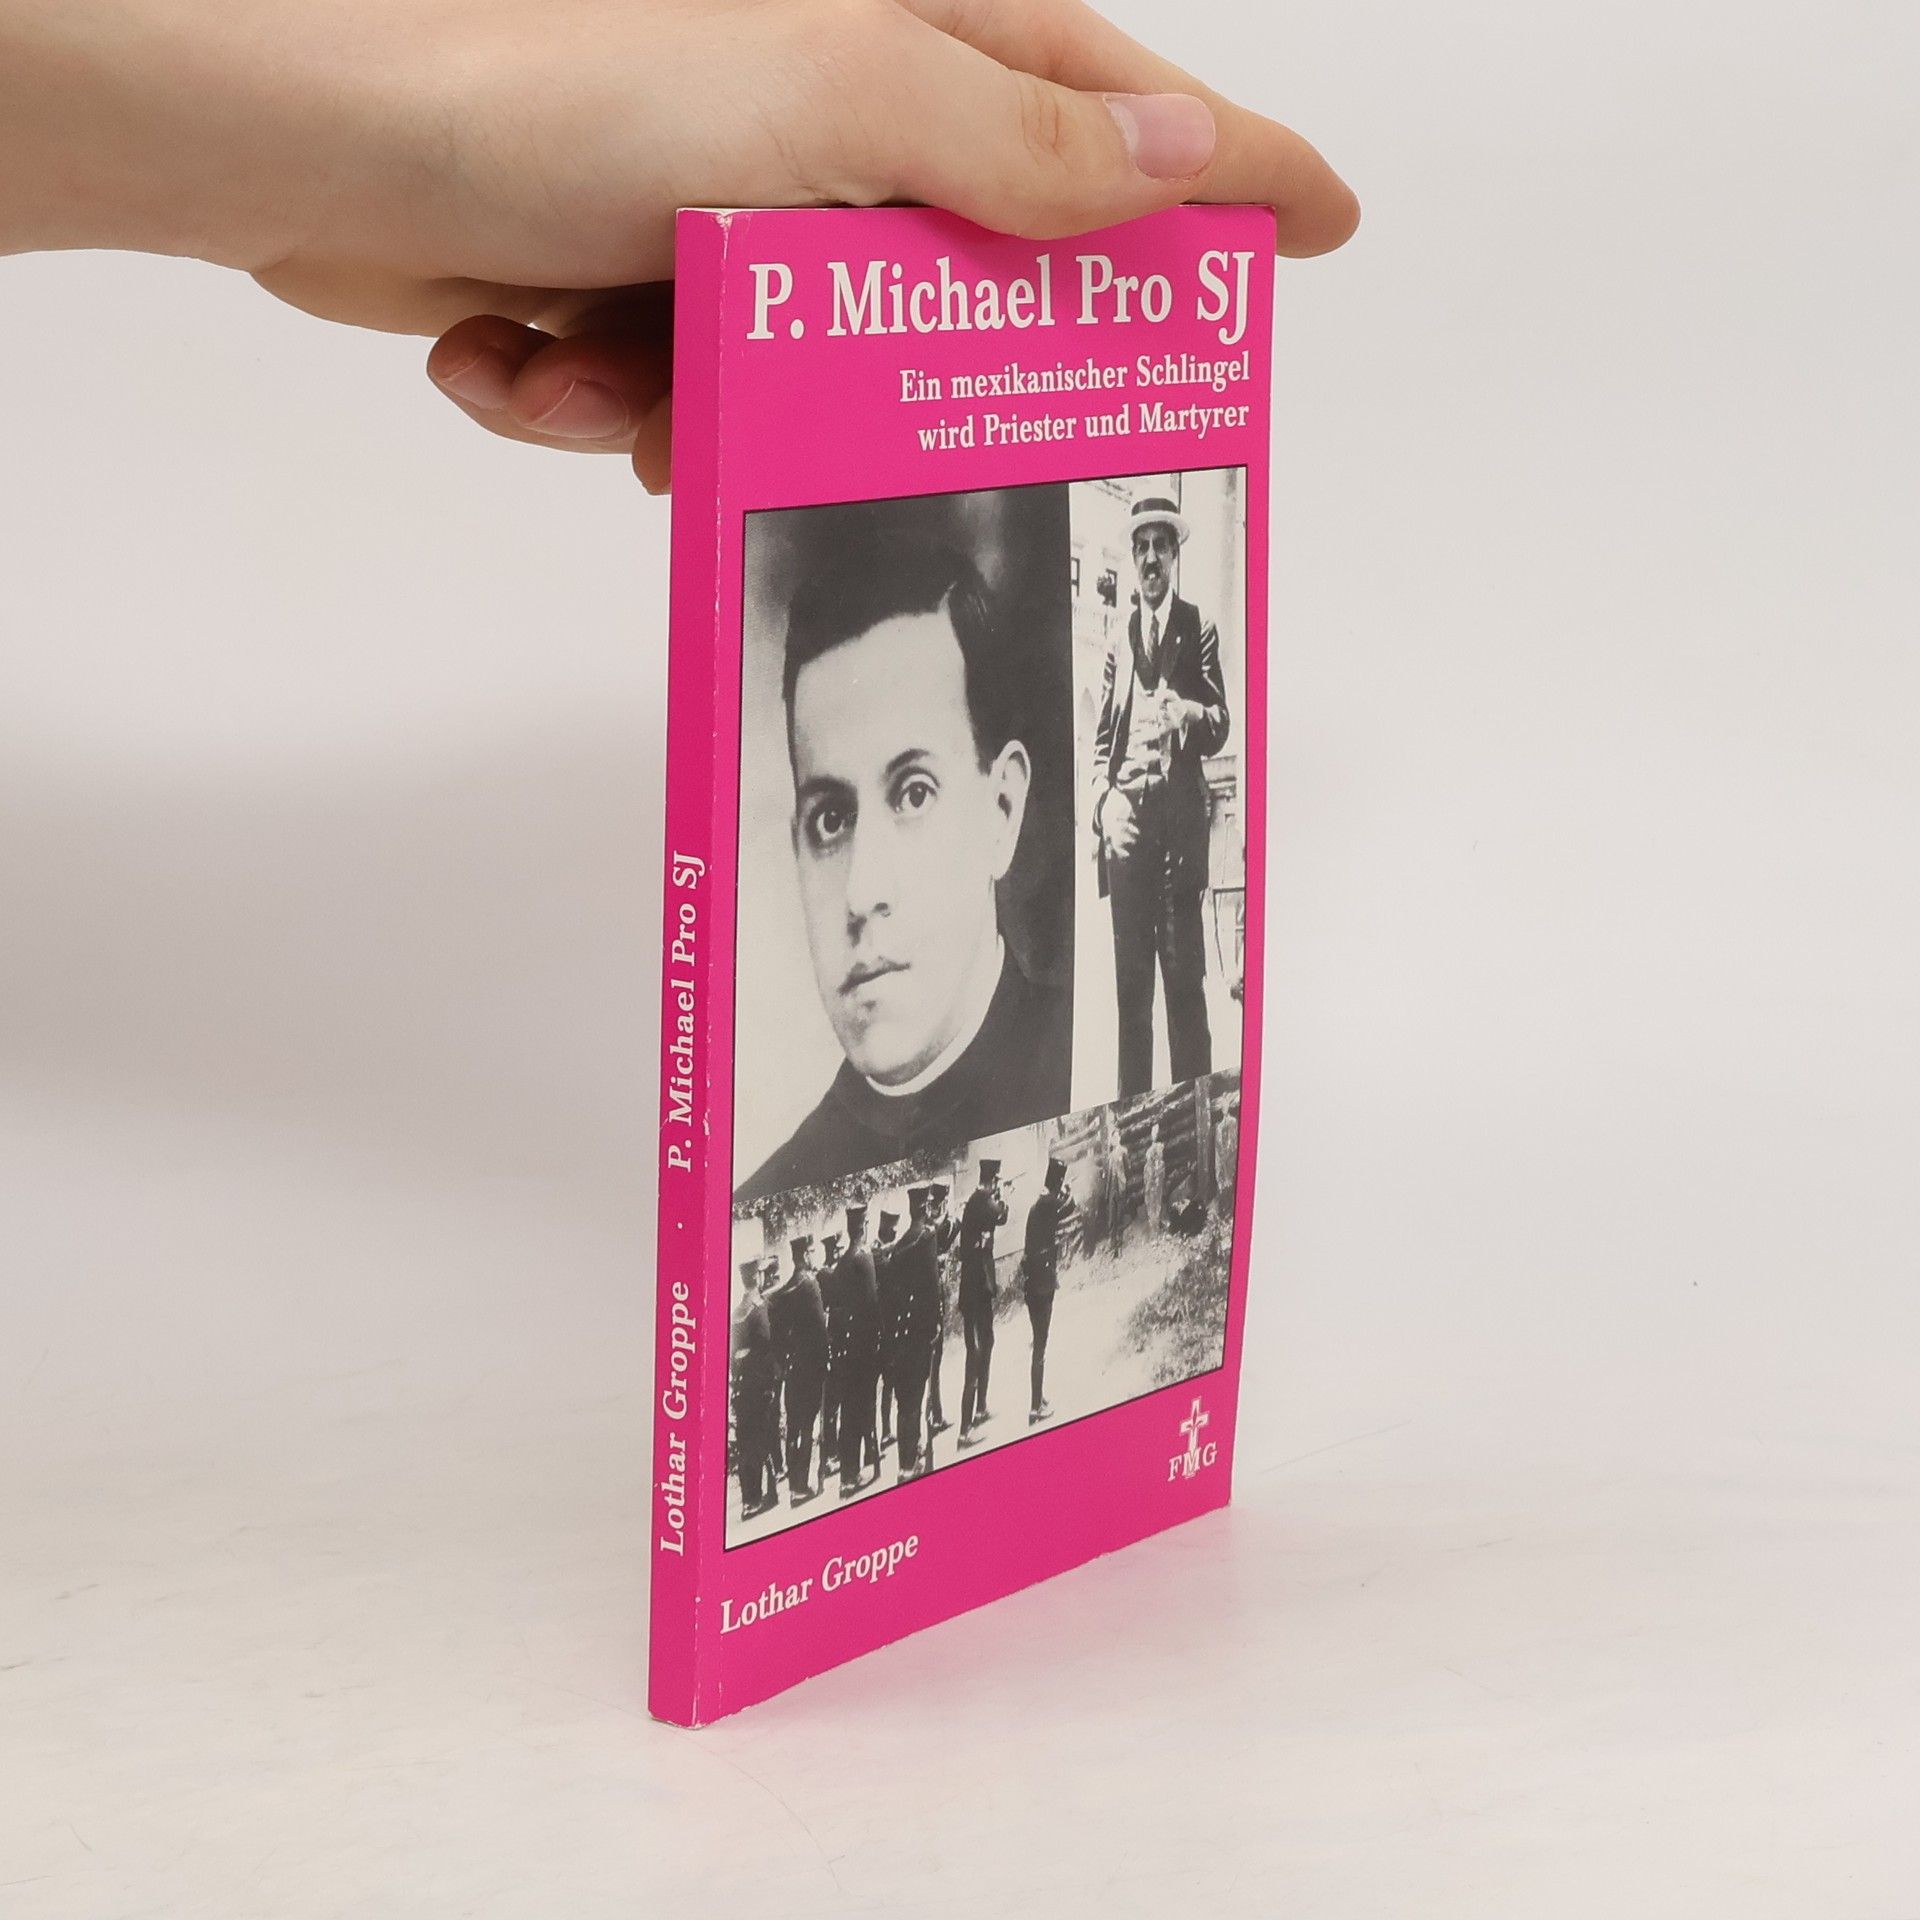 P. Michael Pro SJ
Ein mexikanischer Schlingel
wird Priester und Martyrer
FMG
Lothar Groppe
Lothar Groppe · P. Michael Pro SJ